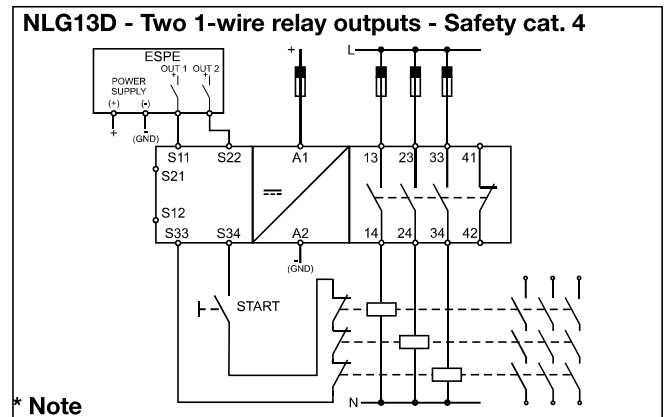 NLG13D - Two 1-wire relay outputs - Safety cat. 4
ESPE
OUT 1 OUT 2
+ +
POWER
SUPPLY
(+) (-)
+ -
(GND)
+
L
S11 S22 A1 13 23 33 41
S21
S12
S33 S34 A2 14 24 34 42
-
(GND)
START
N
* Note